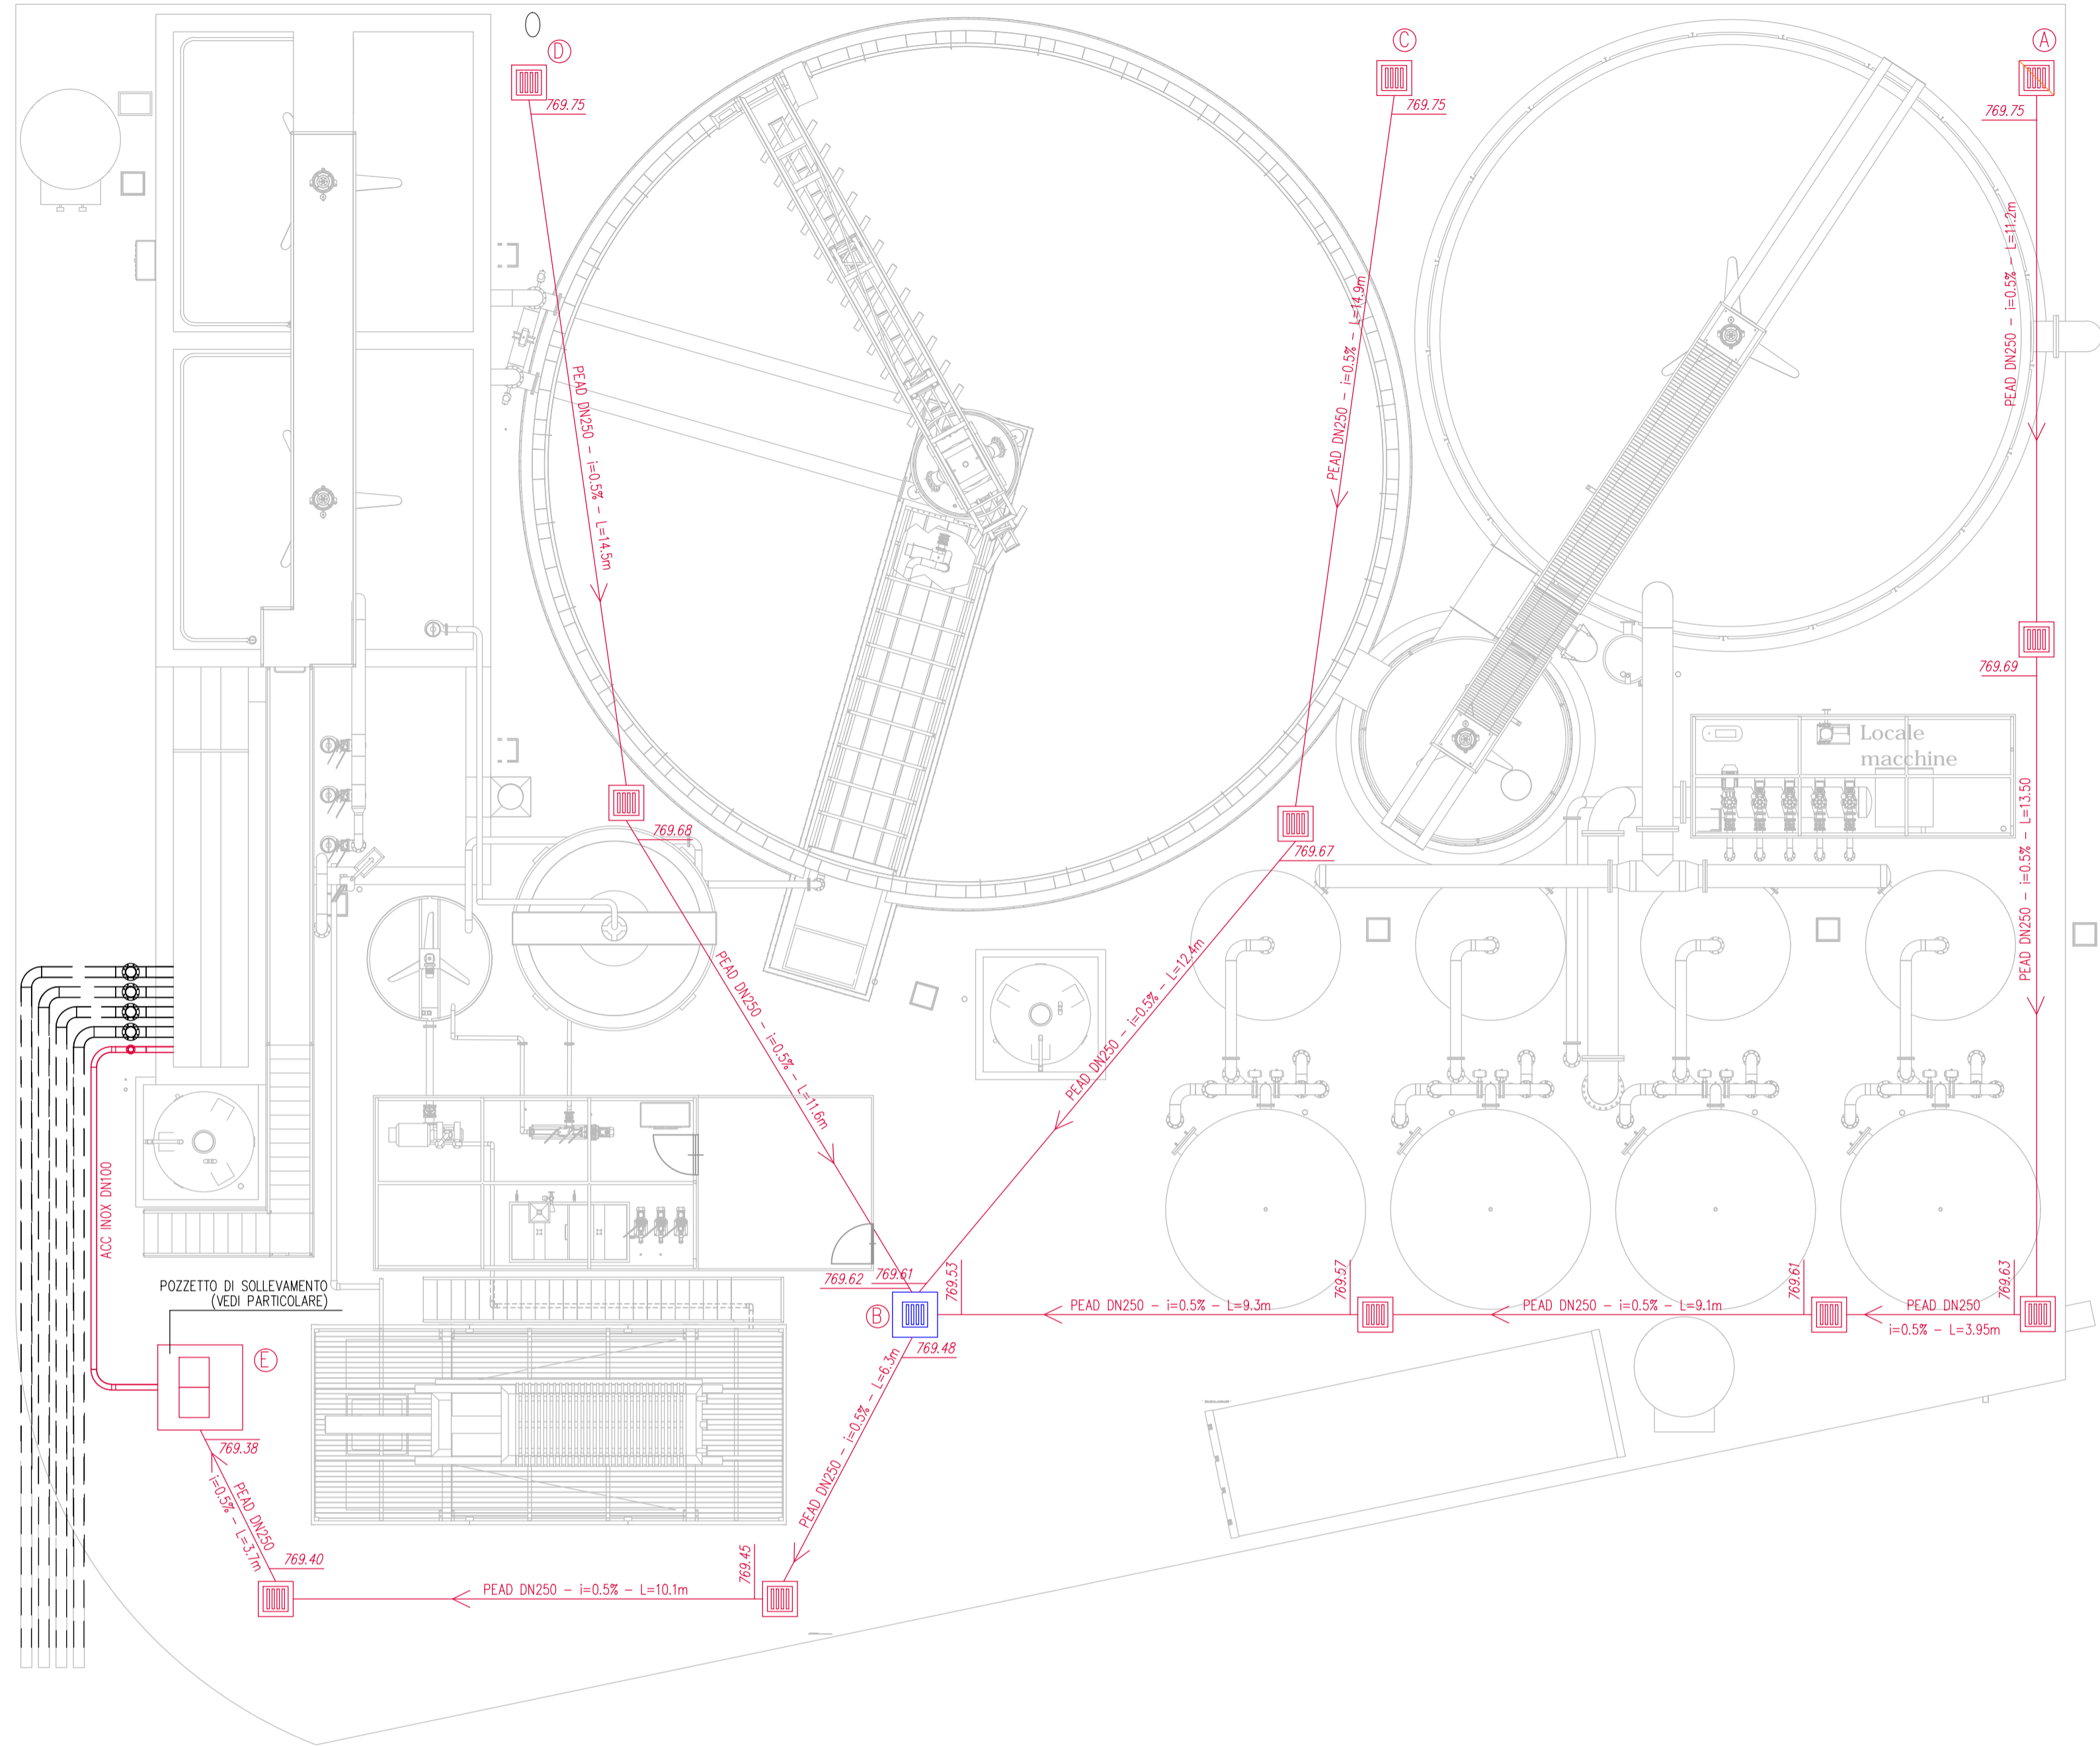 D
C
A
769.75
769.75
769.75
PEAD DN250 - i=0.5% - L=11.2m
PEAD DN250 - i=0.5% - L=14.9m
PEAD DN250 - i=0.5% - L=14.5m
769.69
Locale
macchine
769.68
769.67
PEAD DN250 - i=0.5% - L=13.50
PEAD DN250 - i=0.5% - L=11.6m
PEAD DN250 - i=0.5% - L=12.4m
ACC INOX DN100
POZZETTO DI SOLLEVAMENTO
(VEDI PARTICOLARE)
769.62
769.61
769.53
769.57
769.61
769.63
B
PEAD DN250 - i=0.5% - L=9.3m
PEAD DN250 - i=0.5% - L=9.1m
PEAD DN250
i=0.5% - L=3.95m
769.48
E
PEAD DN250 - i=0.5% - L=6.3m
769.38
PEAD DN250
i=0.5% - L=3.7m
769.40
769.45
PEAD DN250 - i=0.5% - L=10.1m